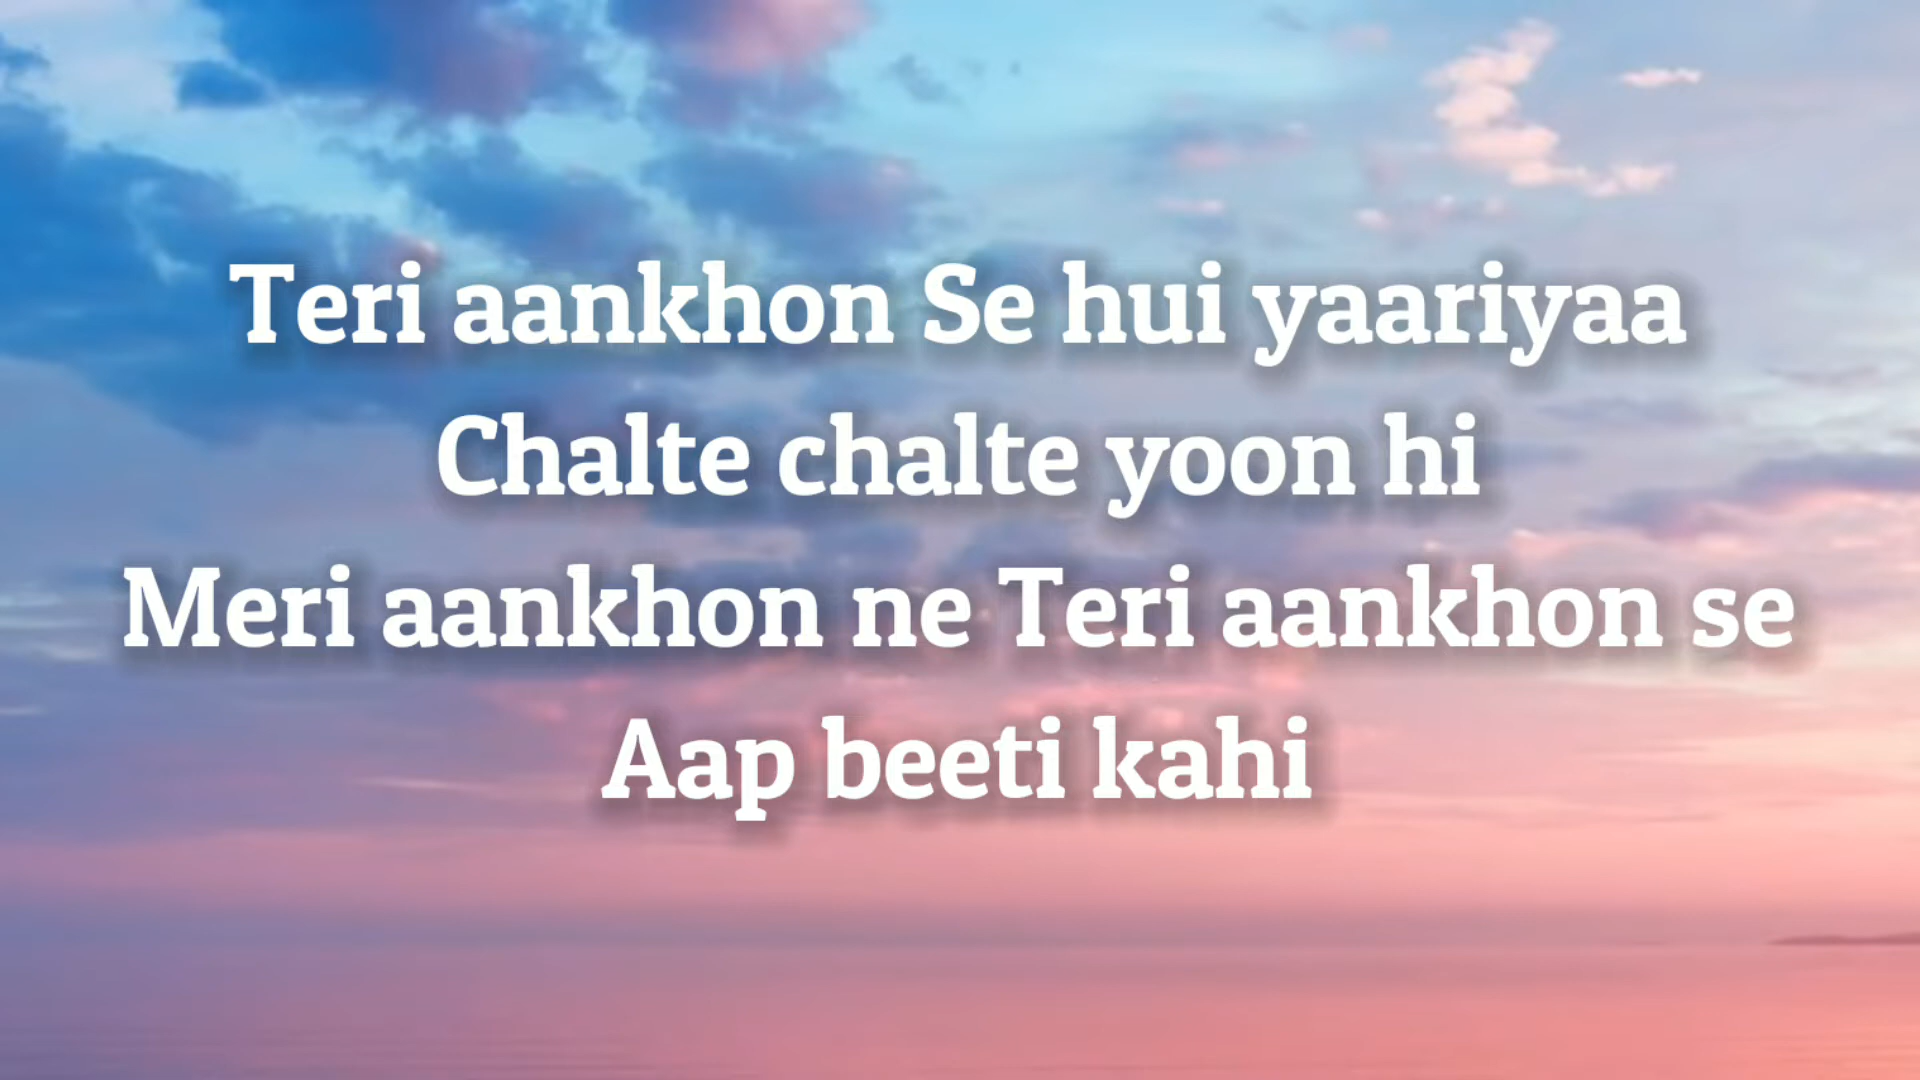 Teri aankhon Se hui yaariyaa
Chalte chalte yoon hi
Meri aankhon ne Teri aankhon se
Aap beeti kahi